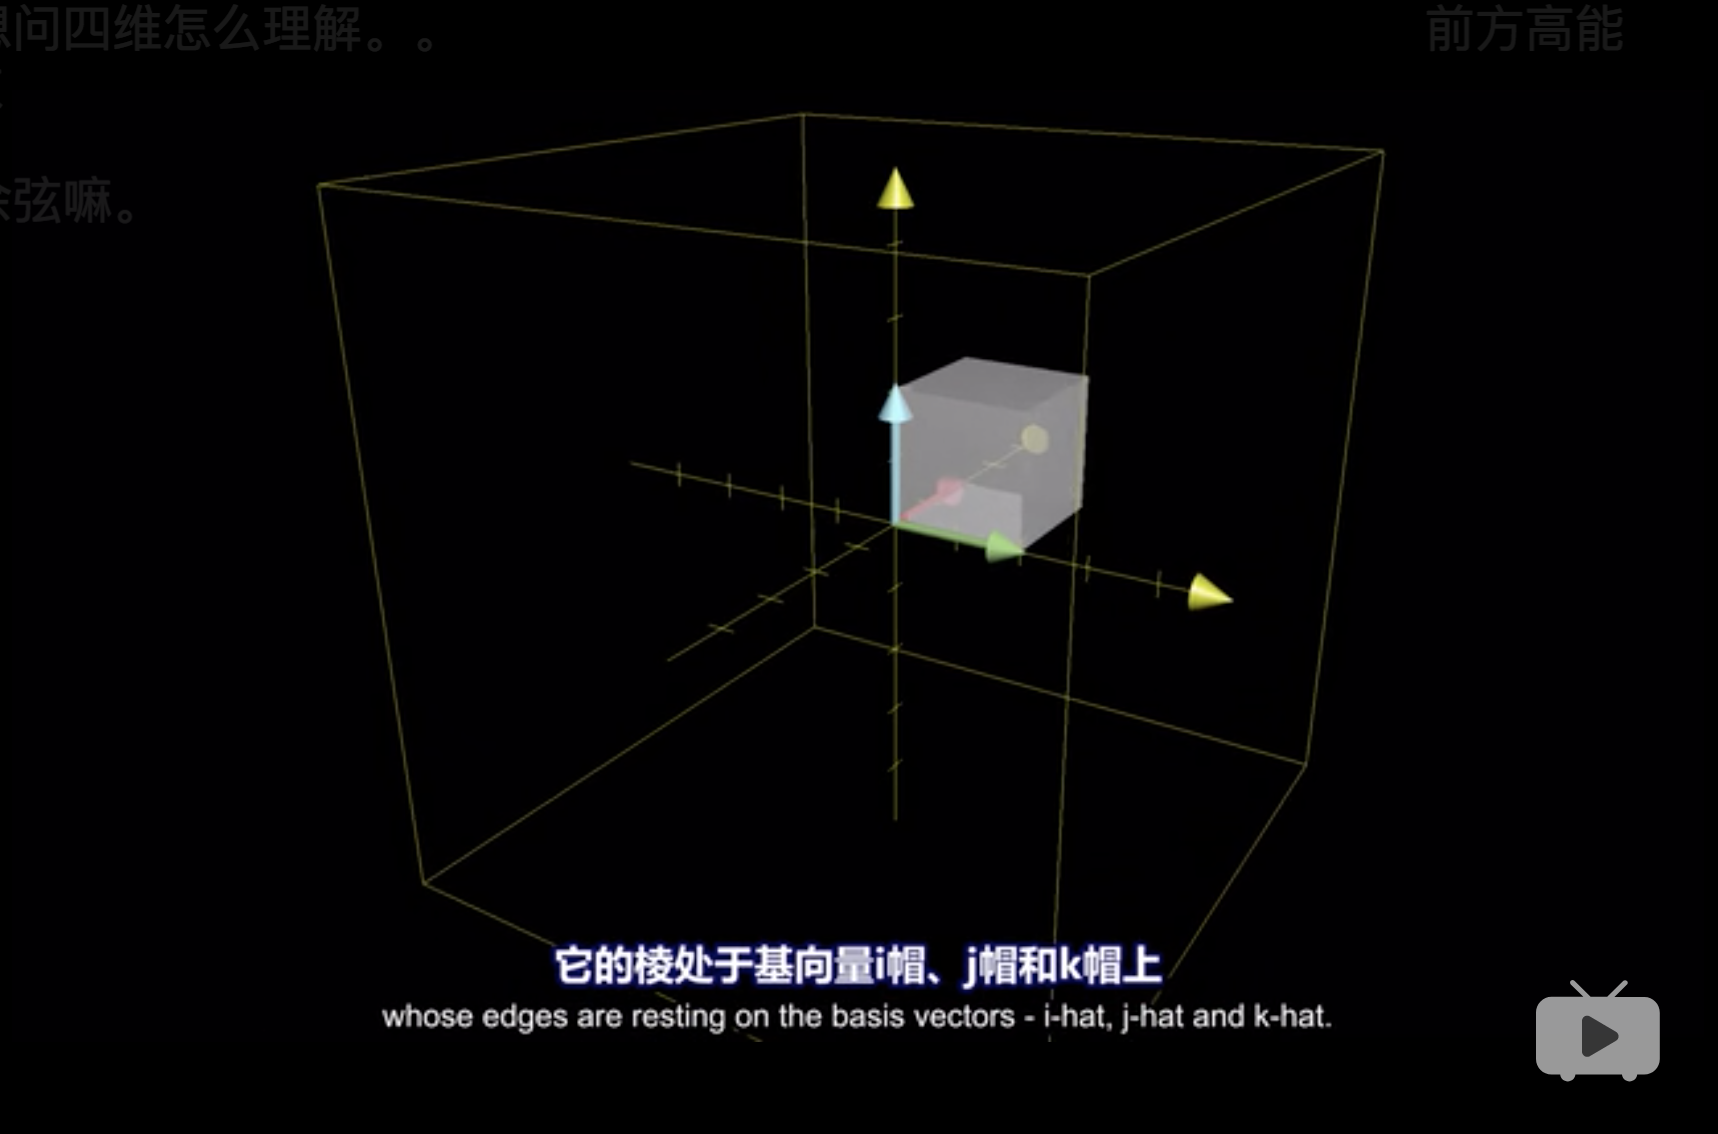 问四维怎么理解。。
前方高能
弦嘛。
它的棱处于基向量i帽、j帽和k帽上
whose edges are resting on the basis vectors - i-hat, j-hat and k-hat.